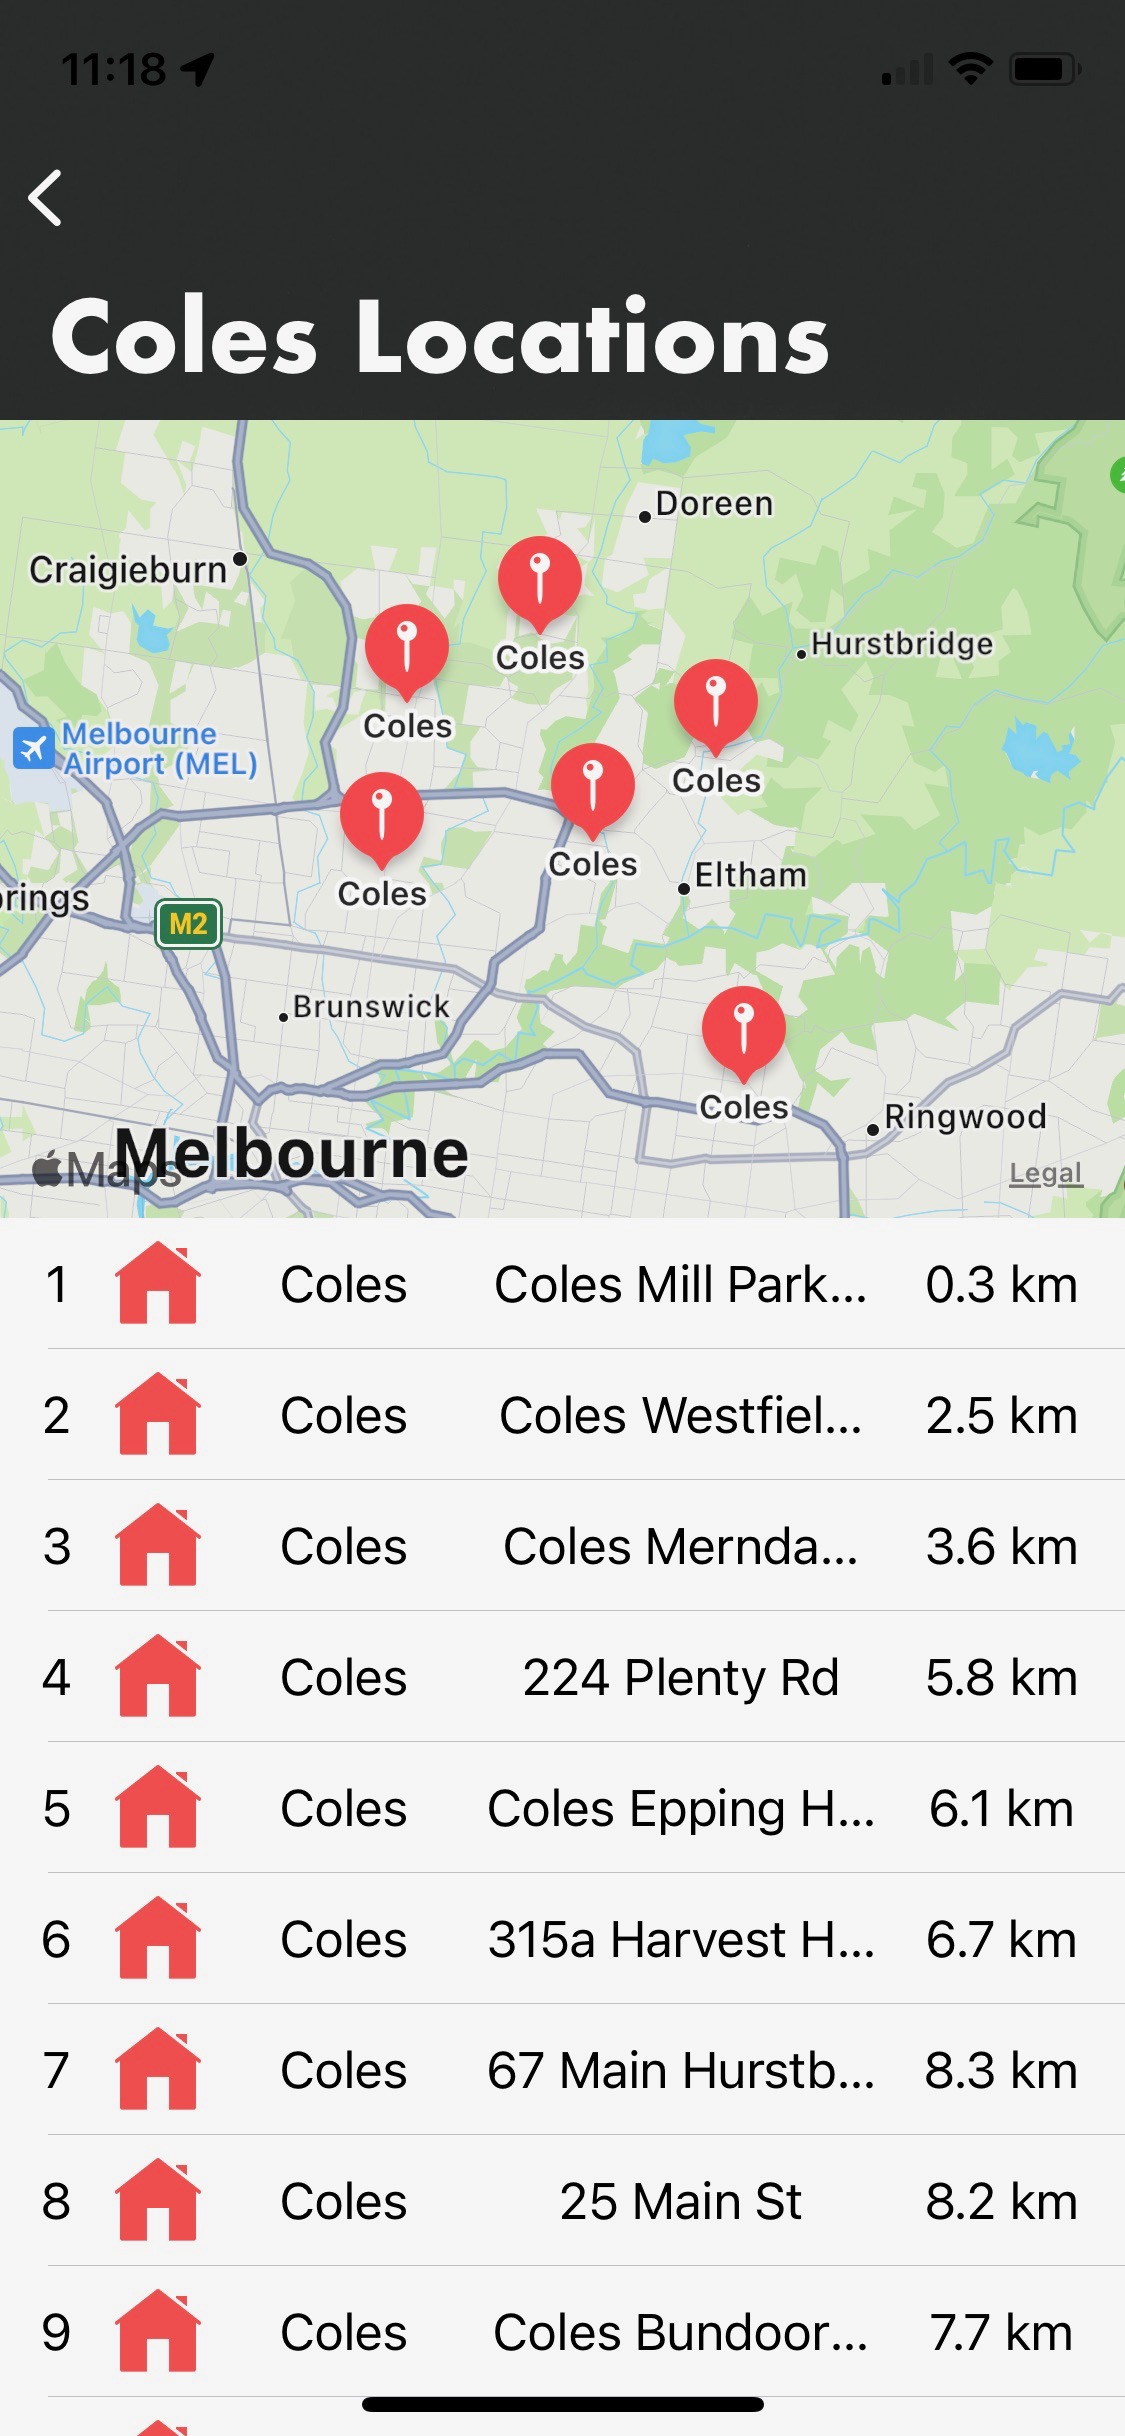 11:18
Coles Locations
Doreen
Craigieburn
Coles
Hurstbridge
Coles
Melbourne
Airport (MEL)
Coles
Coles
Eltham
Coles
rings
M2
Brunswick
Coles
Ringwood
Melbourne
Maps
Legal
1 Coles Coles Mill Park... 0.3 km
2 Coles Coles Westfiel... 2.5 km
3 Coles Coles Mernda... 3.6 km
4 Coles 224 Plenty Rd 5.8 km
5 Coles Coles Epping H... 6.1 km
6 Coles 315a Harvest H... 6.7 km
7 Coles 67 Main Hurstb... 8.3 km
8 Coles 25 Main St 8.2 km
9 Coles Coles Bundoor... 7.7 km